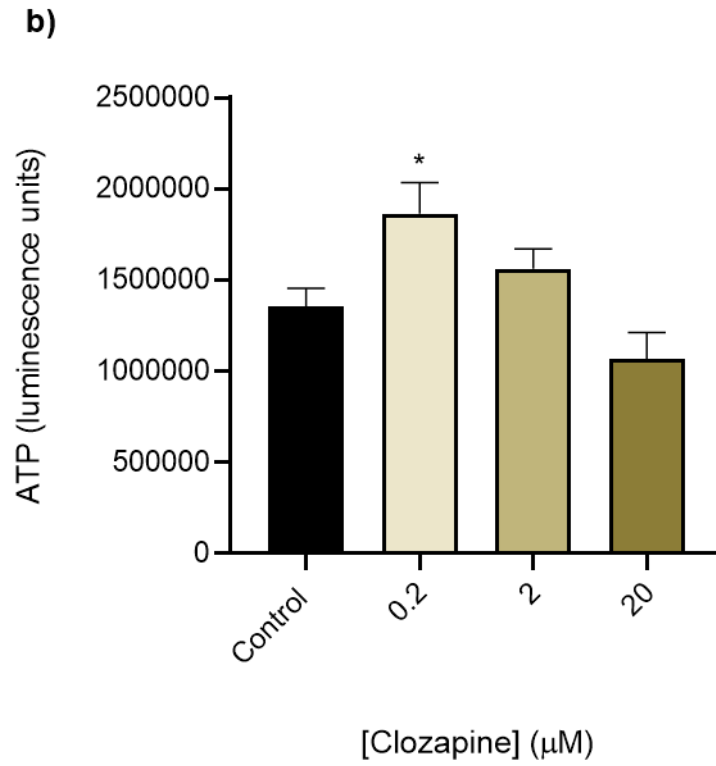 b)
ATP (luminescence units)
2500000
2000000
1500000
1000000
500000
0
*
Control
0.2
2
20
[Clozapine] (μM)